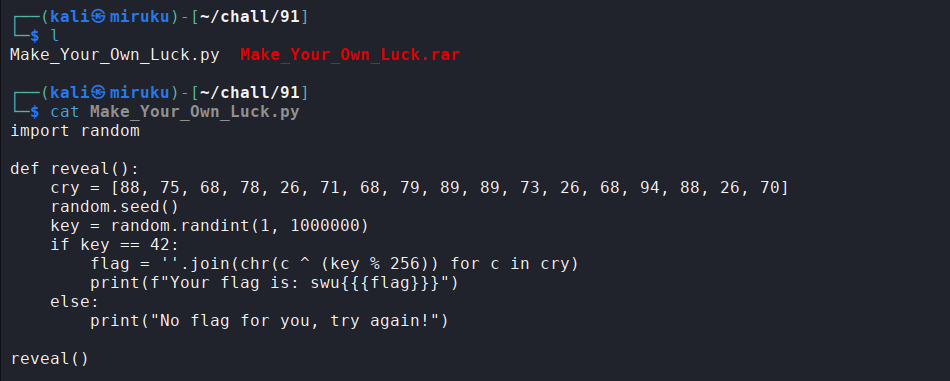 ┌──(kali㉿miruku)-[~/chall/91]
└─$ l
Make_Your_Own_Luck.py  Make_Your_Own_Luck.rar
┌──(kali㉿miruku)-[~/chall/91]
└─$ cat Make_Your_Own_Luck.py
import random
def reveal():
    cry = [88, 75, 68, 78, 26, 71, 68, 79, 89, 89, 73, 26, 68, 94, 88, 26, 70]
    random.seed()
    key = random.randint(1, 1000000)
    if key == 42:
        flag = ''.join(chr(c ^ (key % 256)) for c in cry)
        print(f"Your flag is: swu{{{flag}}}")
    else:
        print("No flag for you, try again!")
reveal()